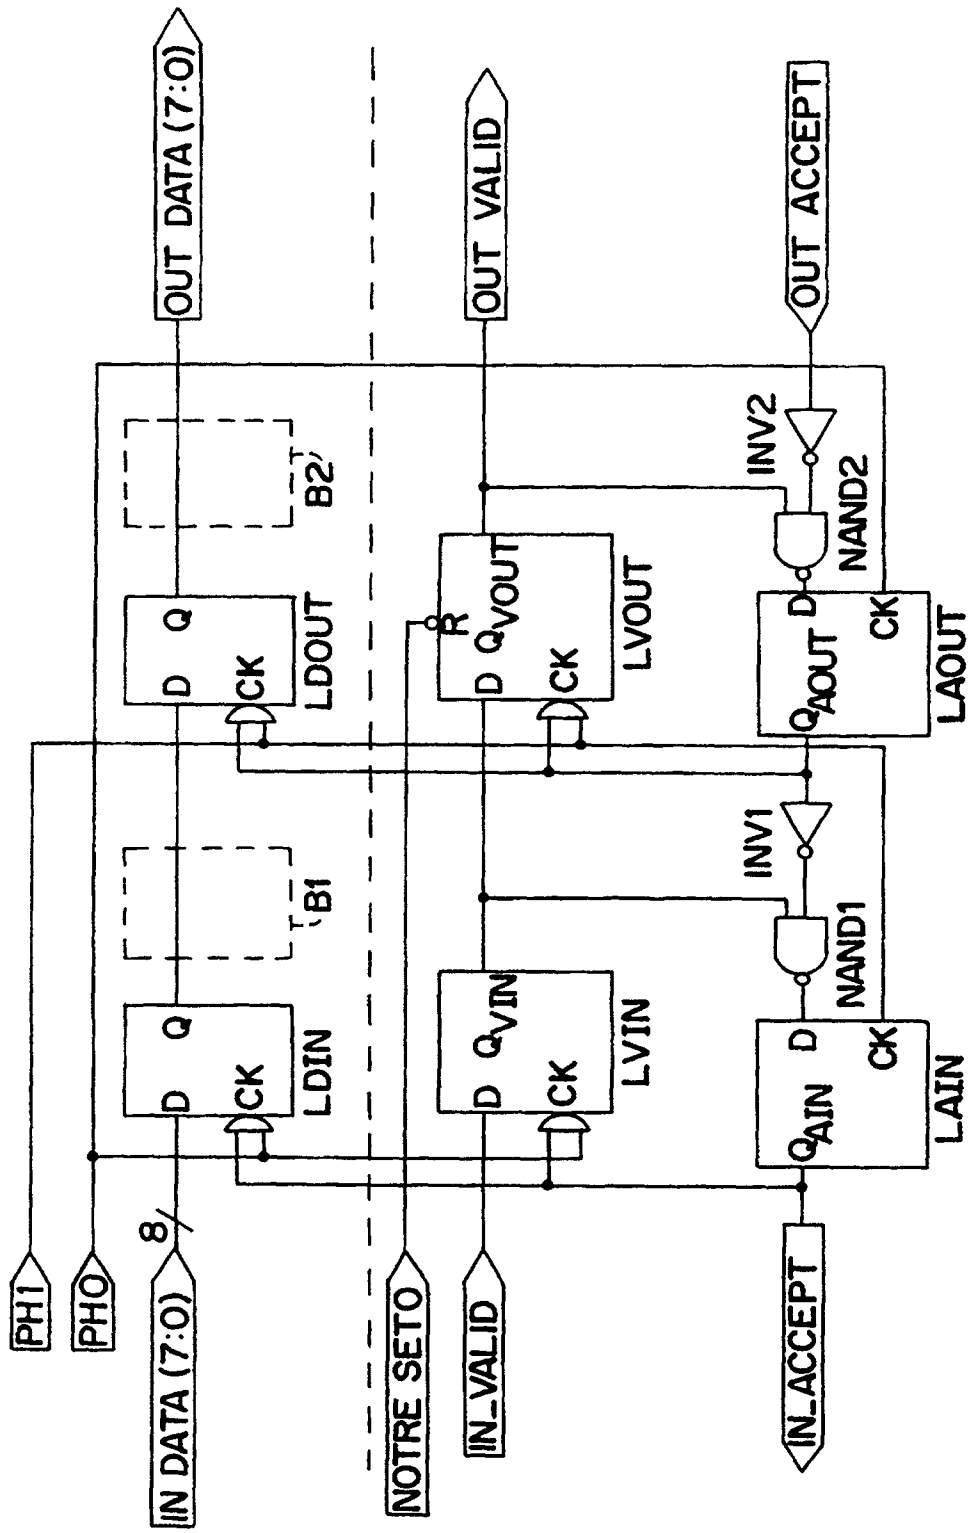 PH1
PHO
IN DATA (7:0)
8
D
Q
CK
LDIN
B1
D
Q
CK
LDOUT
B2
OUT DATA (7:0)
NOTRE SETO
IN_VALID
D
QVIN
CK
LVIN
R
D
QVOUT
CK
LVOUT
OUT VALID
IN_ACCEPT
QAIN
D
CK
LAIN
NAND1
INV1
QAOUT
D
CK
LAOUT
NAND2
INV2
OUT ACCEPT